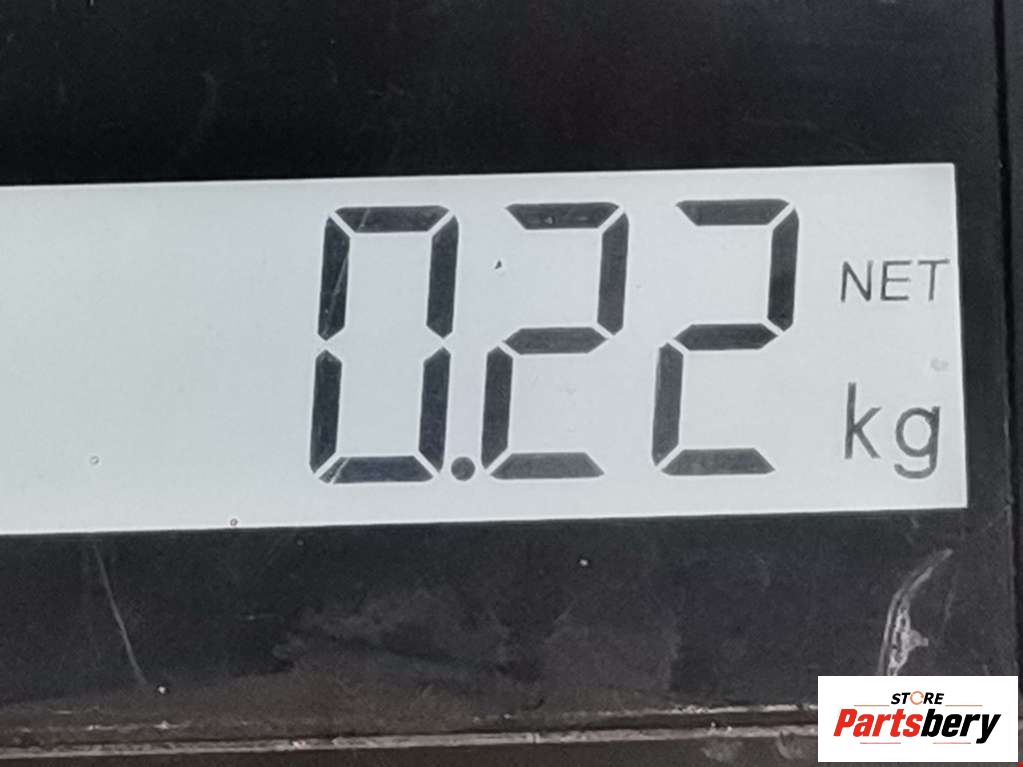 0.22
NET
kg
STORE
Partsbery